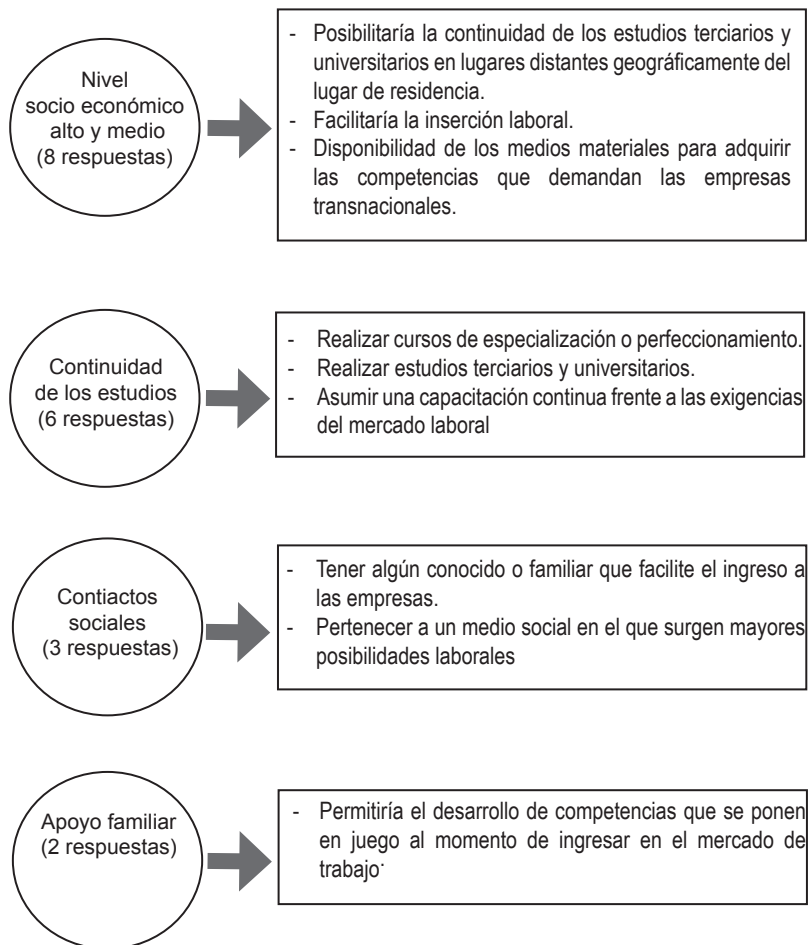 Nivel
socio económico
alto y medio
(8 respuestas)
- Posibilitaría la continuidad de los estudios terciarios y
universitarios en lugares distantes geográficamente del
lugar de residencia.
- Facilitaría la inserción laboral.
- Disponibilidad de los medios materiales para adquirir
las competencias que demandan las empresas
transnacionales.
Continuidad
de los estudios
(6 respuestas)
- Realizar cursos de especialización o perfeccionamiento.
- Realizar estudios terciarios y universitarios.
- Asumir una capacitación continua frente a las exigencias
del mercado laboral
Contiactos
sociales
(3 respuestas)
- Tener algún conocido o familiar que facilite el ingreso a
las empresas.
- Pertenecer a un medio social en el que surgen mayores
posibilidades laborales
Apoyo familiar
(2 respuestas)
- Permitiría el desarrollo de competencias que se ponen
en juego al momento de ingresar en el mercado de
trabajo·